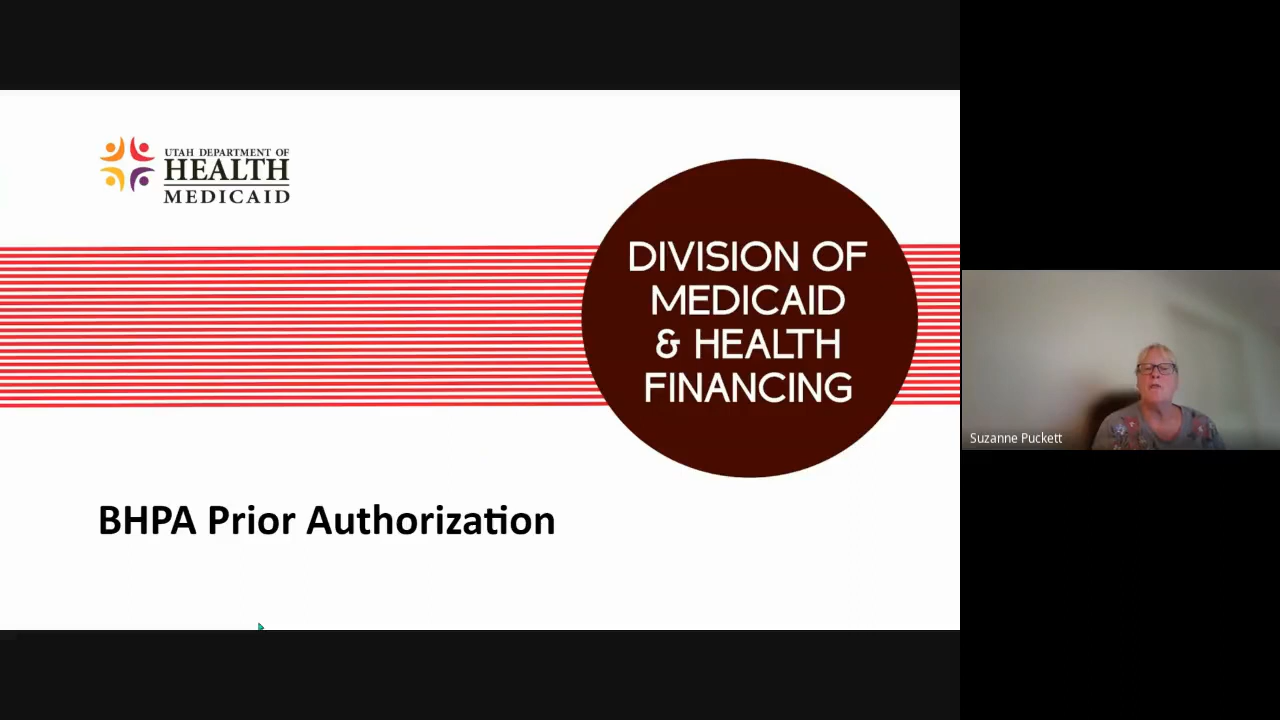 UTAH DEPARTMENT OF
HEALTH
MEDICAID
DIVISION OF
MEDICAID
& HEALTH
FINANCING
BHPA Prior Authorization
Suzanne Puckett